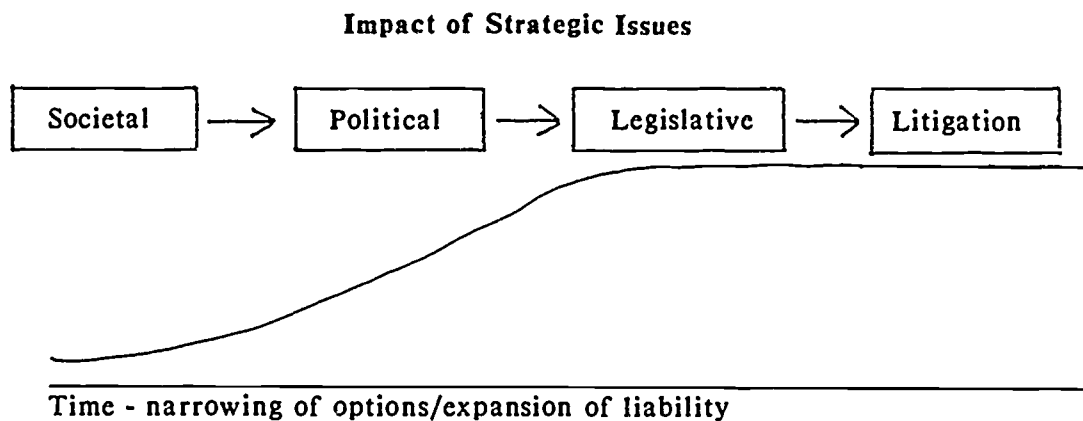 Impact of Strategic Issues
Societal Political Legislative Litigation
Time - narrowing of options/expansion of liability